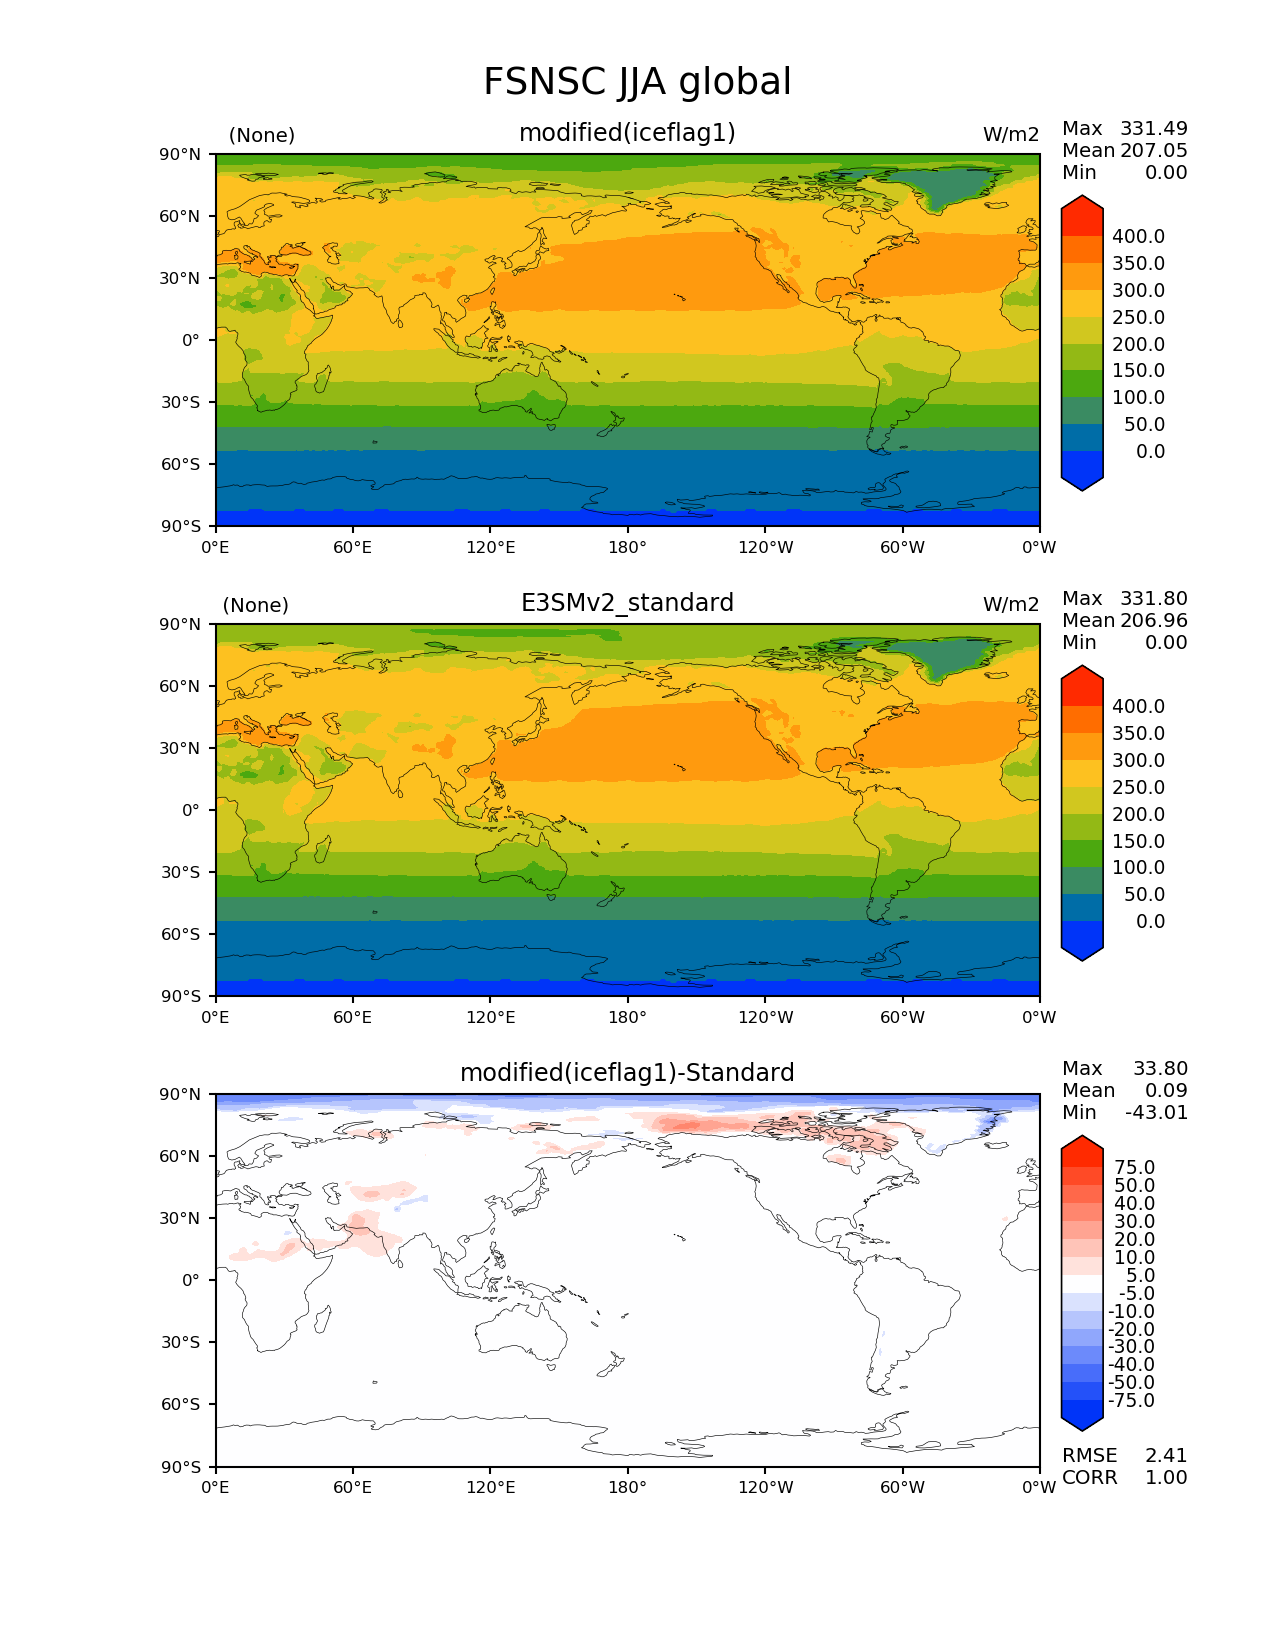 FSNSC JJA global
(None) modified(iceflag1) W/m2
Max 331.49
Mean 207.05
Min 0.00
90°N
60°N
30°N
0°
30°S
60°S
90°S
0°E 60°E 120°E 180° 120°W 60°W 0°W
400.0
350.0
300.0
250.0
200.0
150.0
100.0
50.0
0.0
(None) E3SMv2_standard W/m2
Max 331.80
Mean 206.96
Min 0.00
90°N
60°N
30°N
0°
30°S
60°S
90°S
0°E 60°E 120°E 180° 120°W 60°W 0°W
400.0
350.0
300.0
250.0
200.0
150.0
100.0
50.0
0.0
modified(iceflag1)-Standard
Max 33.80
Mean 0.09
Min -43.01
90°N
60°N
30°N
0°
30°S
60°S
90°S
0°E 60°E 120°E 180° 120°W 60°W 0°W
75.0
50.0
40.0
30.0
20.0
10.0
5.0
-5.0
-10.0
-20.0
-30.0
-40.0
-50.0
-75.0
RMSE 2.41
CORR 1.00